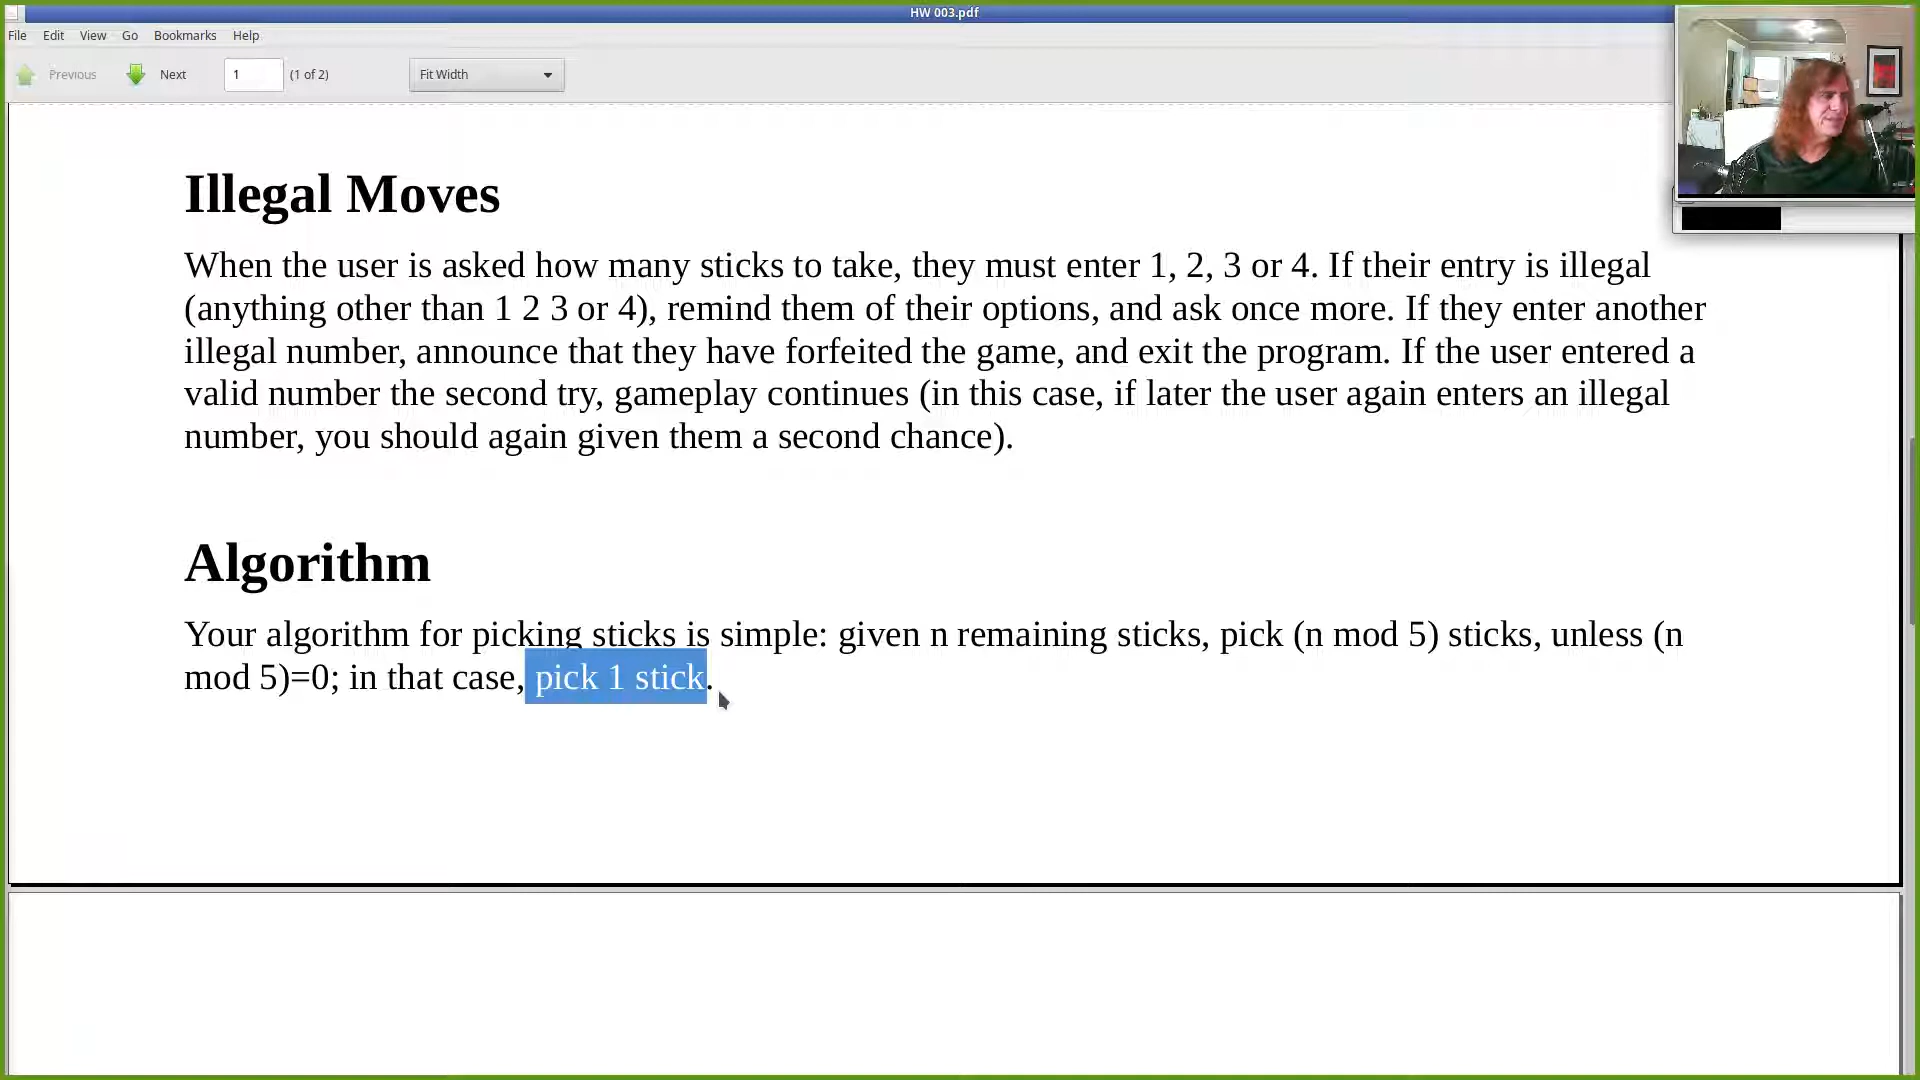 HW 003.pdf
File Edit View Go Bookmarks Help
Previous Next 1 (1 of 2) Fit Width
Illegal Moves
When the user is asked how many sticks to take, they must enter 1, 2, 3 or 4. If their entry is illegal
(anything other than 1 2 3 or 4), remind them of their options, and ask once more. If they enter another
illegal number, announce that they have forfeited the game, and exit the program. If the user entered a
valid number the second try, gameplay continues (in this case, if later the user again enters an illegal
number, you should again given them a second chance).
Algorithm
Your algorithm for picking sticks is simple: given n remaining sticks, pick (n mod 5) sticks, unless (n
mod 5)=0; in that case, pick 1 stick.